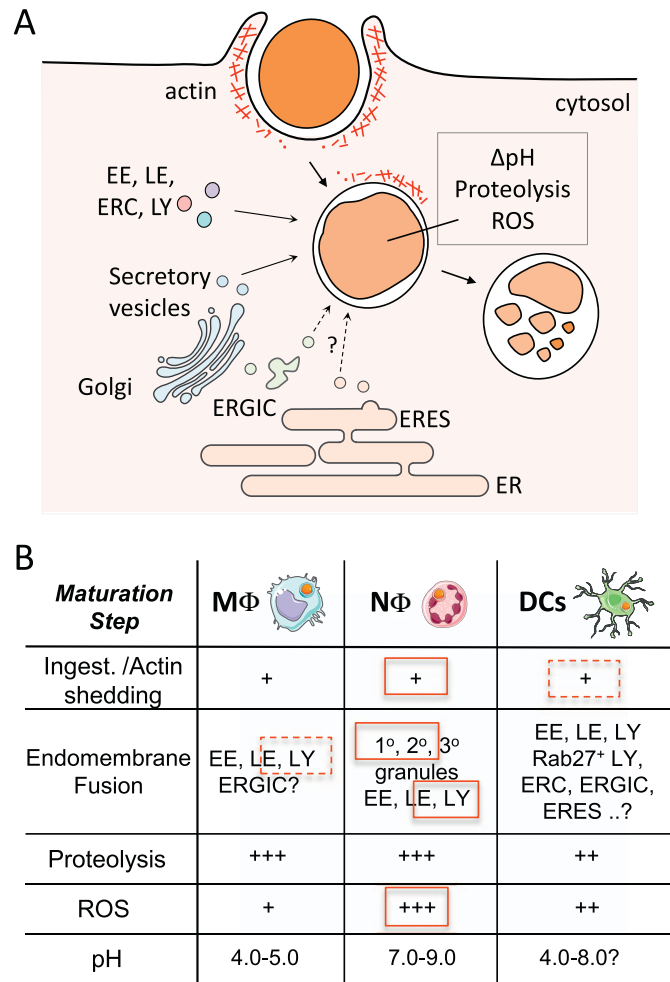 A
actin
cytosol
ΔpH
Proteolysis
ROS
EE, LE,
ERC, LY
Secretory
vesicles
?
Golgi
ERGIC
ERES
ER
B
Maturation
Step
MΦ
NΦ
DCs
Ingest. /Actin
shedding
+
+
+
Endomembrane
Fusion
EE, LE, LY
ERGIC?
1º, 2º, 3º
granules
EE, LE, LY
EE, LE, LY
Rab27⁺ LY,
ERC, ERGIC,
ERES ..?
Proteolysis
+++
+++
++
ROS
+
+++
++
pH
4.0-5.0
7.0-9.0
4.0-8.0?